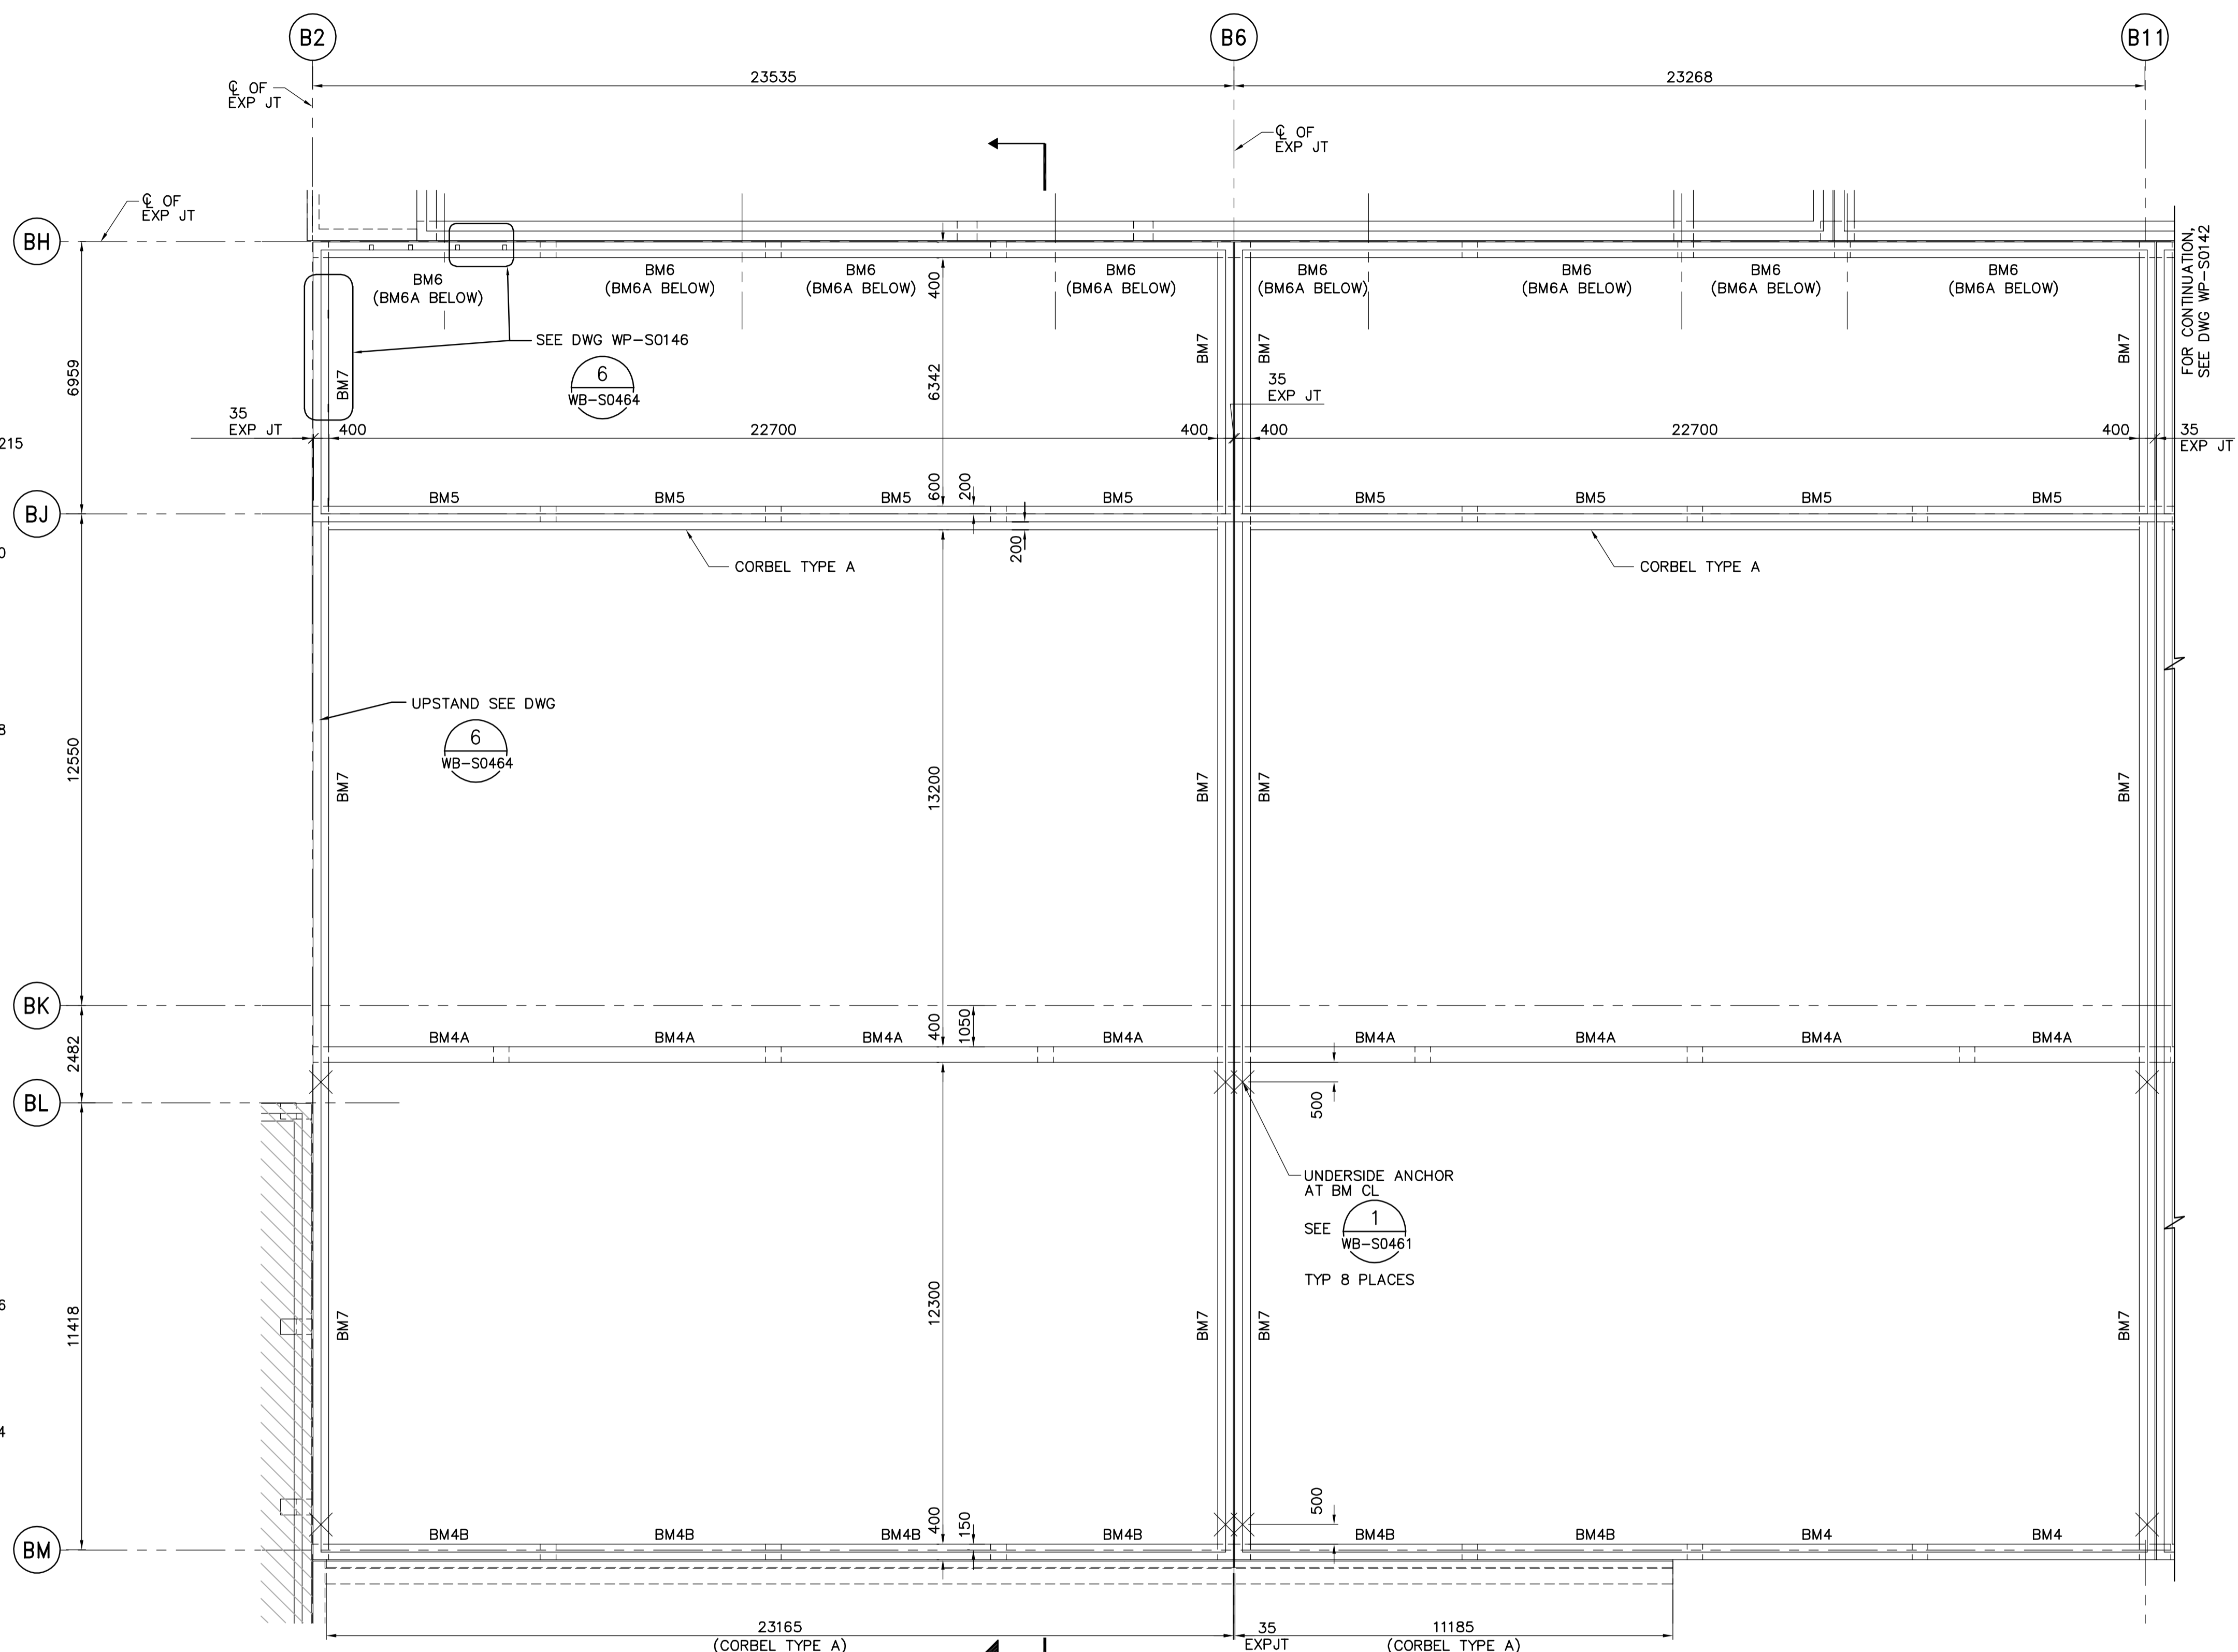 B2
B6
B11
23535
23268
℄ OF
EXP JT
℄ OF
EXP JT
℄ OF
EXP JT
BH
BM6
(BM6A BELOW)
BM6
(BM6A BELOW)
BM6
(BM6A BELOW)
BM6
(BM6A BELOW)
BM6
(BM6A BELOW)
BM6
(BM6A BELOW)
BM6
(BM6A BELOW)
BM6
(BM6A BELOW)
400
FOR CONTINUATION,
SEE DWG WP-S0142
SEE DWG WP-S0146
6
WB-S0464
6959
BM7
BM7
BM7
BM7
6342
35
EXP JT
35
EXP JT
400
22700
400
400
22700
400
35
EXP JT
215
600
200
BM5
BM5
BM5
BM5
BM5
BM5
BM5
BM5
BJ
200
0
CORBEL TYPE A
CORBEL TYPE A
UPSTAND SEE DWG
6
WB-S0464
8
12550
BM7
BM7
BM7
BM7
13200
BK
400
1050
2482
BM4A
BM4A
BM4A
BM4A
BM4A
BM4A
BM4A
BM4A
BL
500
UNDERSIDE ANCHOR
AT BM CL
SEE
1
WB-S0461
TYP 8 PLACES
6
11418
BM7
12300
BM7
BM7
BM7
4
500
400
150
BM4B
BM4B
BM4B
BM4B
BM4B
BM4B
BM4
BM4
BM
23165
(CORBEL TYPE A)
35
EXPJT
11185
(CORBEL TYPE A)